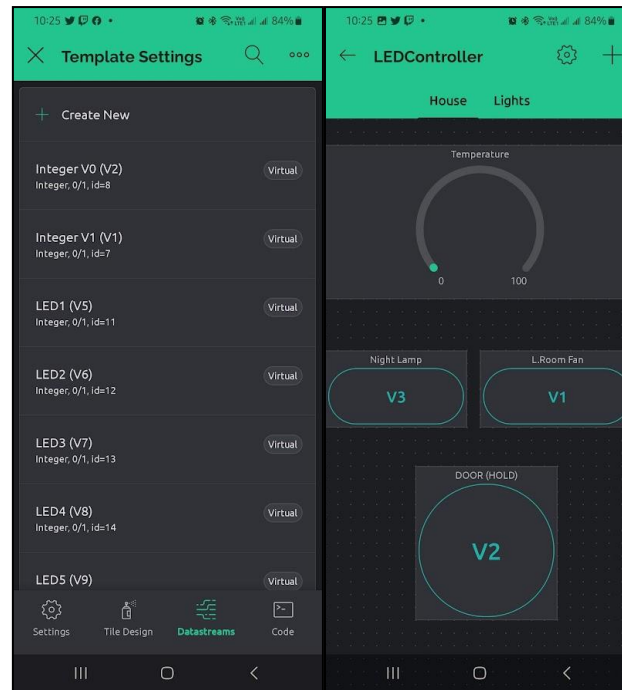 10:25
84%
Template Settings
Create New
Integer V0 (V2)
Virtual
Integer, 0/1, id=8
Integer V1 (V1)
Virtual
Integer, 0/1, id=7
LED1 (V5)
Virtual
Integer, 0/1, id=11
LED2 (V6)
Virtual
Integer, 0/1, id=12
LED3 (V7)
Virtual
Integer, 0/1, id=13
LED4 (V8)
Virtual
Integer, 0/1, id=14
LED5 (V9)
Virtual
Settings
Tile Design
Datastreams
Code
10:25
84%
LEDController
House
Lights
Temperature
0
100
Night Lamp
L.Room Fan
V3
V1
DOOR (HOLD)
V2